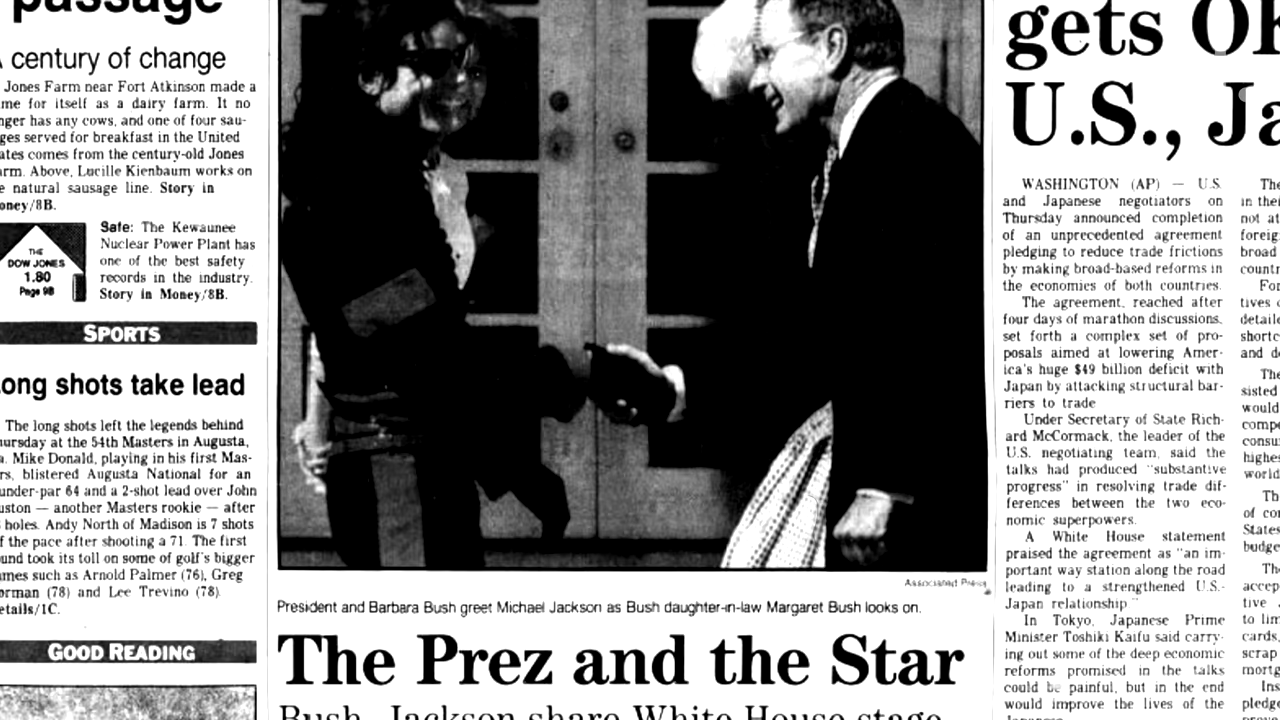 passage
A century of change
Jones Farm near Fort Atkinson made a
me for itself as a dairy farm. It no
nger has any cows, and one of four sau-
ges served for breakfast in the United
ates comes from the century-old Jones
arm. Above, Lucille Kienbaum works on
e natural sausage line. Story in
oney/8B.
THE
DOW JONES
1.80
Page 9B
Safe: The Kewaunee
Nuclear Power Plant has
one of the best safety
records in the industry.
Story in Money/8B.
SPORTS
ong shots take lead
The long shots left the legends behind
ursday at the 54th Masters in Augusta,
a. Mike Donald, playing in his first Mas-
rs, blistered Augusta National for an
under-par 64 and a 2-shot lead over John
uston — another Masters rookie — after
holes. Andy North of Madison is 7 shots
f the pace after shooting a 71. The first
und took its toll on some of golf's bigger
ames such as Arnold Palmer (76), Greg
orman (78) and Lee Trevino (78).
etails/1C.
GOOD READING
Associated Press
President and Barbara Bush greet Michael Jackson as Bush daughter-in-law Margaret Bush looks on.
The Prez and the Star
Bush, Jackson share White House stage
gets Ok
U.S., Ja
WASHINGTON (AP) — U.S.
and Japanese negotiators on
Thursday announced completion
of an unprecedented agreement
pledging to reduce trade frictions
by making broad-based reforms in
the economies of both countries.
The agreement, reached after
four days of marathon discussions,
set forth a complex set of pro-
posals aimed at lowering Amer-
ica's huge $49 billion deficit with
Japan by attacking structural bar-
riers to trade
Under Secretary of State Rich-
ard McCormack, the leader of the
U.S. negotiating team, said the
talks had produced "substantive
progress" in resolving trade dif-
ferences between the two eco-
nomic superpowers.
A White House statement
praised the agreement as "an im-
portant way station along the road
leading to a strengthened U.S.-
Japan relationship"
In Tokyo, Japanese Prime
Minister Toshiki Kaifu said carry-
ing out some of the deep economic
reforms promised in the talks
could be painful, but in the end
would improve the lives of the
The
in thei
not at
foreig
broad
countr
For
tives
detaile
shortc
and d
The
sisted
would
compe
consu
highes
world
Th
of con
States
budge
The
accep
tive
to lim
cards,
scrap
mortg
Ins
pledg